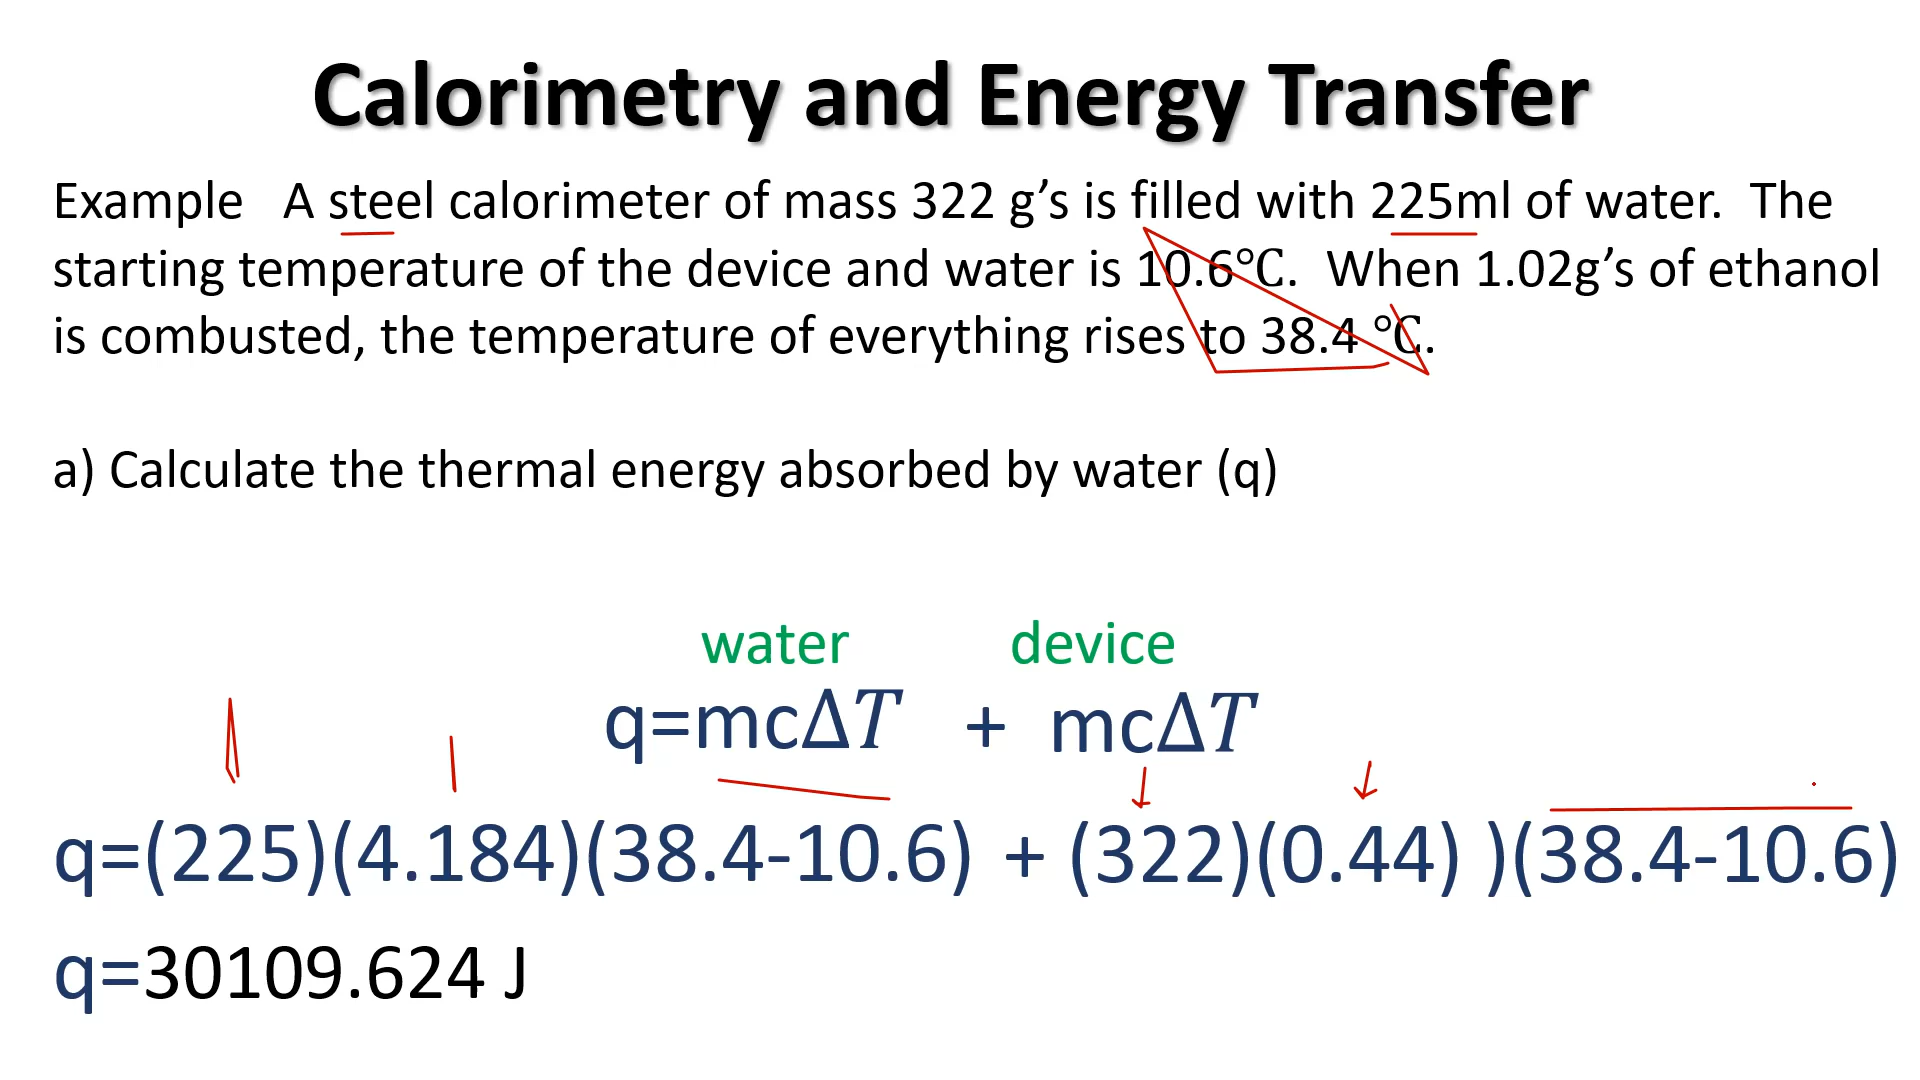 Calorimetry and Energy Transfer
Example A steel calorimeter of mass 322 g’s is filled with 225ml of water. The
starting temperature of the device and water is 10.6℃. When 1.02g’s of ethanol
is combusted, the temperature of everything rises to 38.4 ℃.
a) Calculate the thermal energy absorbed by water (q)
water device
q=mcΔT + mcΔT
q=(225)(4.184)(38.4-10.6) + (322)(0.44) )(38.4-10.6)
q=30109.624 J